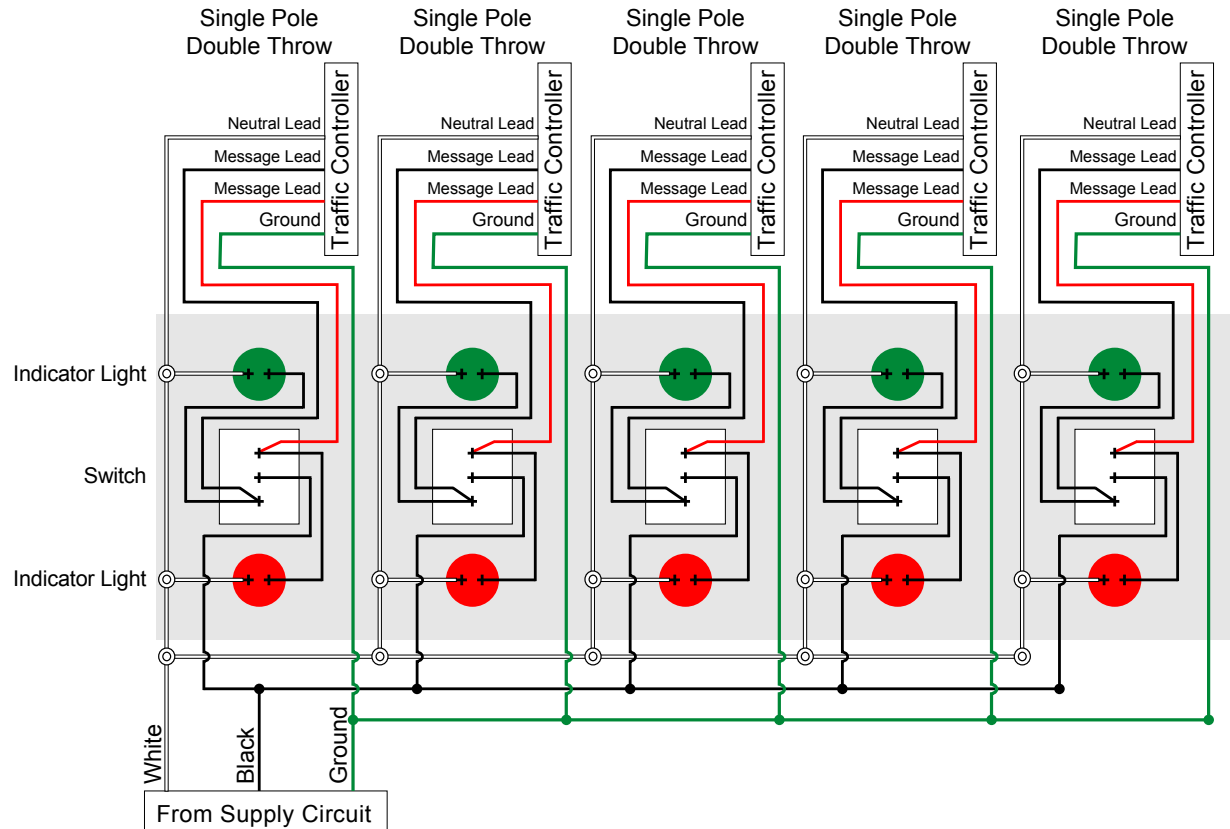 Single Pole
Double Throw
Single Pole
Double Throw
Single Pole
Double Throw
Single Pole
Double Throw
Single Pole
Double Throw
Neutral Lead
Message Lead
Message Lead
Ground
Traffic Controller
Neutral Lead
Message Lead
Message Lead
Ground
Traffic Controller
Neutral Lead
Message Lead
Message Lead
Ground
Traffic Controller
Neutral Lead
Message Lead
Message Lead
Ground
Traffic Controller
Neutral Lead
Message Lead
Message Lead
Ground
Traffic Controller
Indicator Light
Switch
Indicator Light
White
Black
Ground
From Supply Circuit